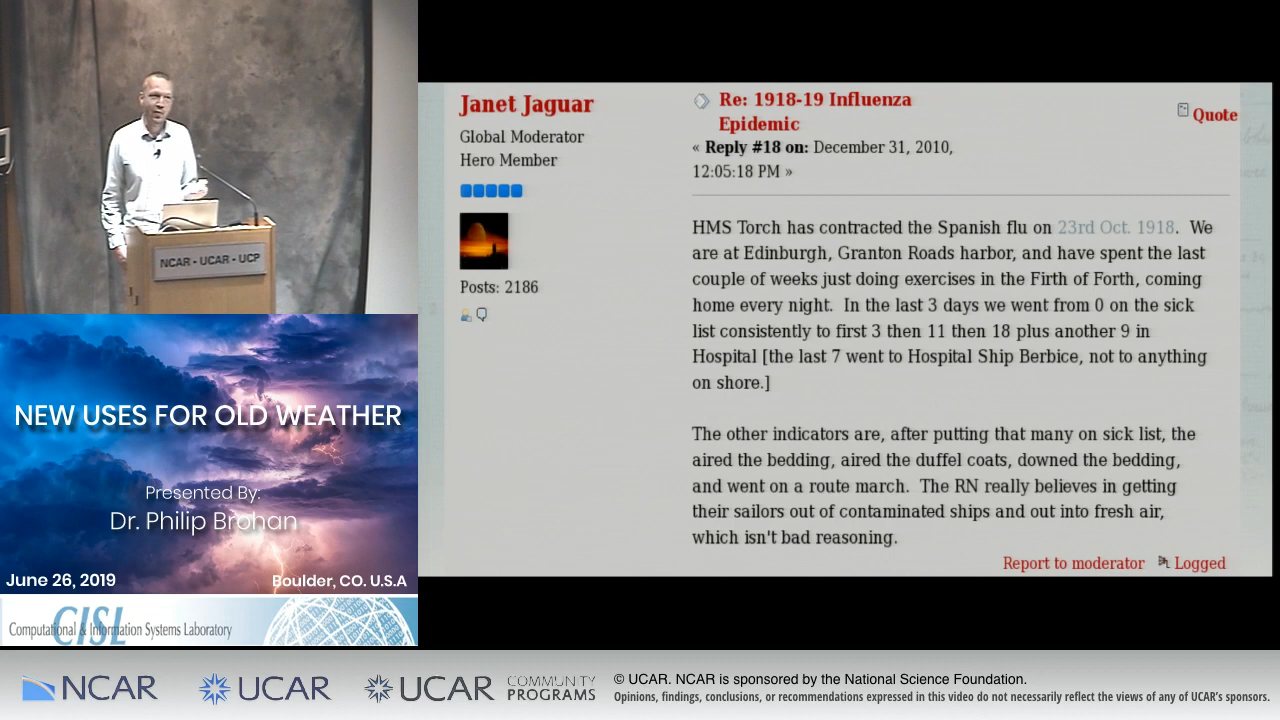 NCAR - UCAR - UCP
NEW USES FOR OLD WEATHER
Presented By:
Dr. Philip Brohan
June 26, 2019
Boulder, CO. U.S.A
CISL
Computational & Information Systems Laboratory
Janet Jaguar
Global Moderator
Hero Member
Posts: 2186
Re: 1918-19 Influenza
Epidemic
« Reply #18 on: December 31, 2010,
12:05:18 PM »
Quote
HMS Torch has contracted the Spanish flu on 23rd Oct. 1918. We
are at Edinburgh, Granton Roads harbor, and have spent the last
couple of weeks just doing exercises in the Firth of Forth, coming
home every night. In the last 3 days we went from 0 on the sick
list consistently to first 3 then 11 then 18 plus another 9 in
Hospital [the last 7 went to Hospital Ship Berbice, not to anything
on shore.]
The other indicators are, after putting that many on sick list, the
aired the bedding, aired the duffel coats, downed the bedding,
and went on a route march. The RN really believes in getting
their sailors out of contaminated ships and out into fresh air,
which isn't bad reasoning.
Report to moderator
Logged
NCAR
UCAR
UCAR
COMMUNITY
PROGRAMS
© UCAR. NCAR is sponsored by the National Science Foundation.
Opinions, findings, conclusions, or recommendations expressed in this video do not necessarily reflect the views of any of UCAR's sponsors.